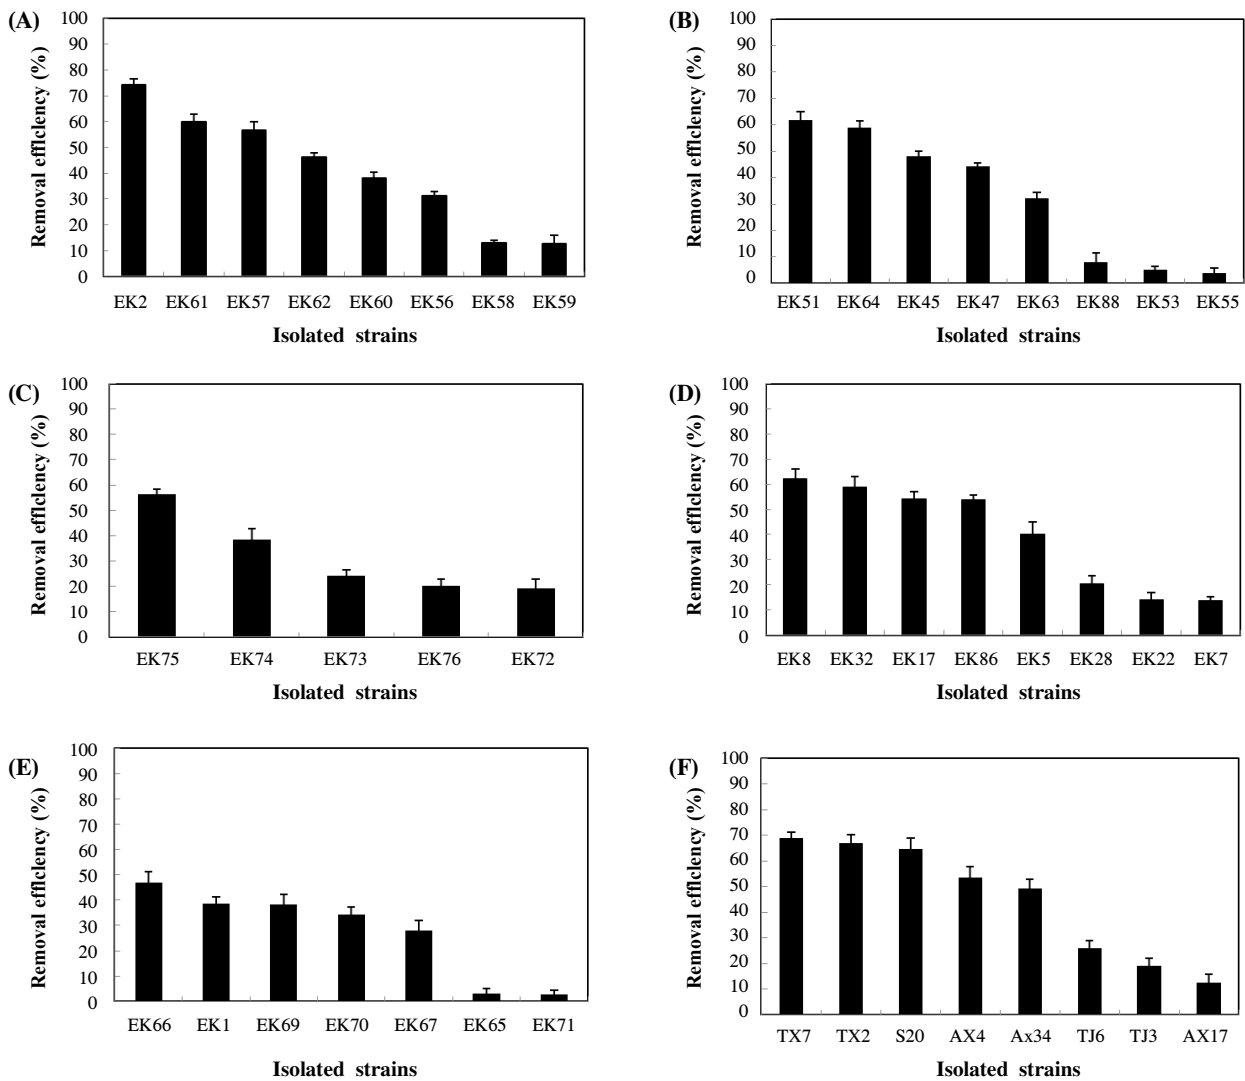 (A)
Removal efficlency (%)
100
90
80
70
60
50
40
30
20
10
0
EK2 EK61 EK57 EK62 EK60 EK56 EK58 EK59
Isolated strains
(B)
Removal efficlency (%)
100
90
80
70
60
50
40
30
20
10
0
EK51 EK64 EK45 EK47 EK63 EK88 EK53 EK55
Isolated strains
(C)
Removal efficlency (%)
100
90
80
70
60
50
40
30
20
10
0
EK75 EK74 EK73 EK76 EK72
Isolated strains
(D)
Removal efficlency (%)
100
90
80
70
60
50
40
30
20
10
0
EK8 EK32 EK17 EK86 EK5 EK28 EK22 EK7
Isolated strains
(E)
Removal efficlency (%)
100
90
80
70
60
50
40
30
20
10
0
EK66 EK1 EK69 EK70 EK67 EK65 EK71
Isolated strains
(F)
Removal efficlency (%)
100
90
80
70
60
50
40
30
20
10
0
TX7 TX2 S20 AX4 Ax34 TJ6 TJ3 AX17
Isolated strains